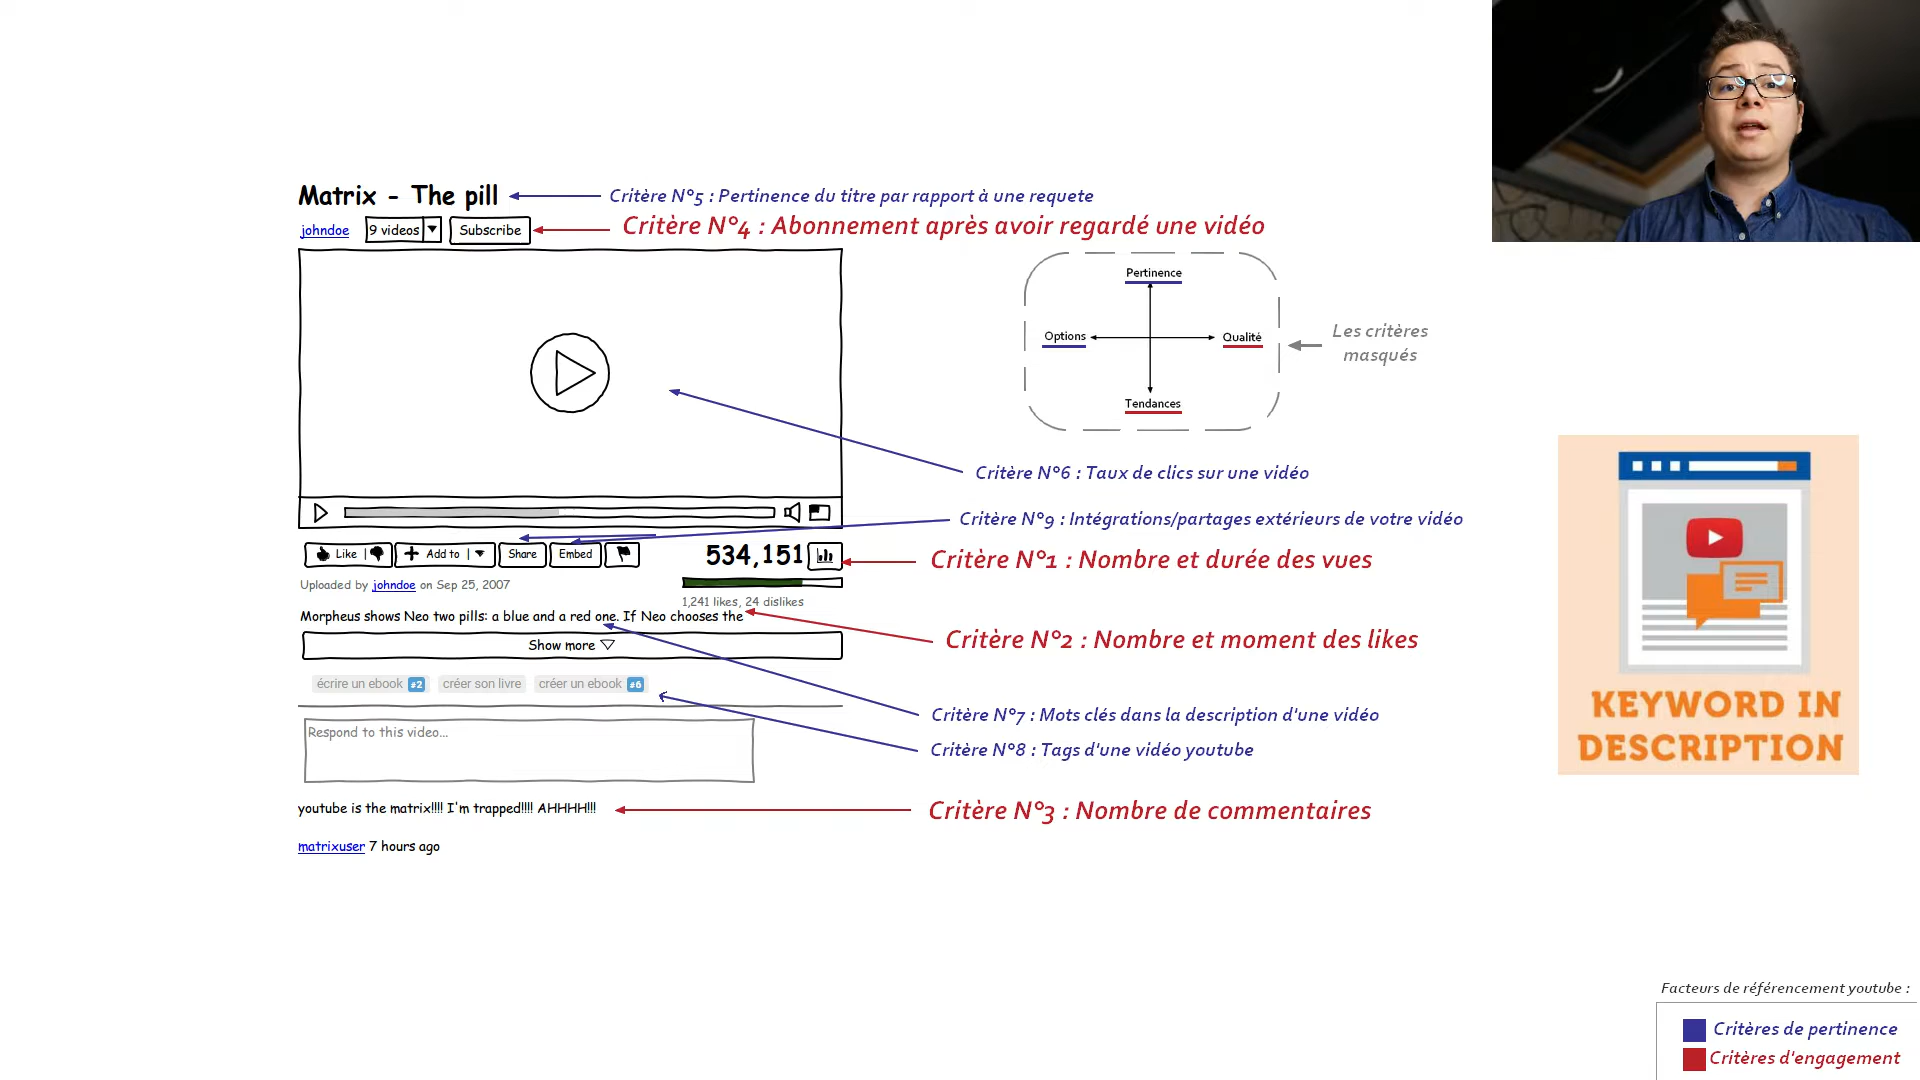 Matrix - The pill
Critère N°5 : Pertinence du titre par rapport à une requete
johndoe
9 videos
Subscribe
Critère N°4 : Abonnement après avoir regardé une vidéo
Pertinence
Options
Qualité
Tendances
Les critères
masqués
Critère N°6 : Taux de clics sur une vidéo
Critère N°9 : Intégrations/partages extérieurs de votre vidéo
Like
Add to
Share
Embed
534,151
Critère N°1 : Nombre et durée des vues
Uploaded by johndoe on Sep 25, 2007
1,241 likes, 24 dislikes
Morpheus shows Neo two pills: a blue and a red one. If Neo chooses the
Critère N°2 : Nombre et moment des likes
Show more
écrire un ebook #2 créer son livre créer un ebook #6
Critère N°7 : Mots clés dans la description d'une vidéo
Critère N°8 : Tags d'une vidéo youtube
Respond to this video...
youtube is the matrix!!!! I'm trapped!!!! AHHHH!!!
Critère N°3 : Nombre de commentaires
matrixuser 7 hours ago
KEYWORD IN
DESCRIPTION
Facteurs de référencement youtube :
Critères de pertinence
Critères d'engagement